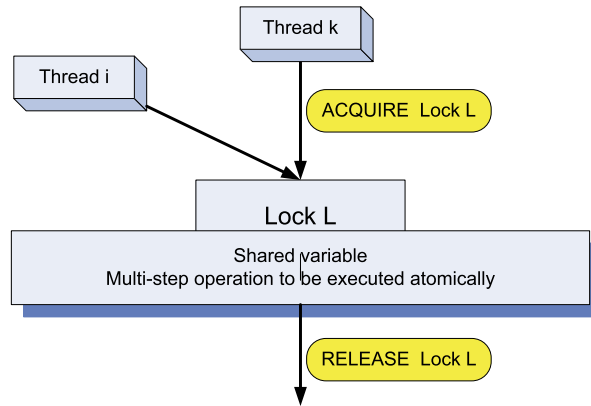 Thread k
Thread i
ACQUIRE Lock L
Lock L
Shared variable
Multi-step operation to be executed atomically
RELEASE Lock L